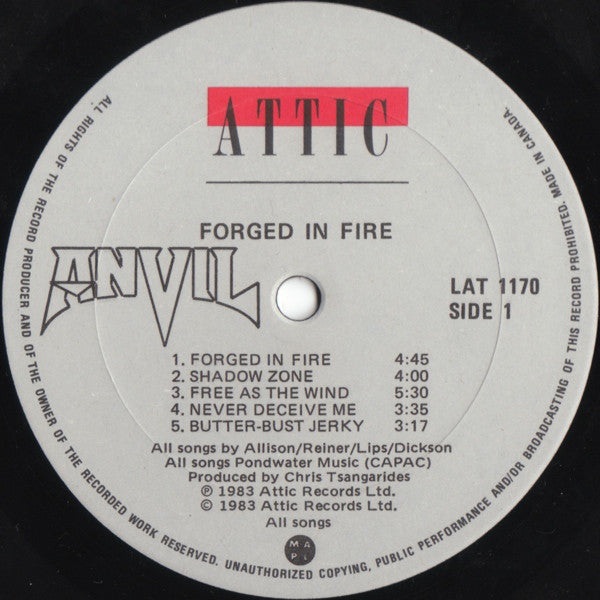 ATTIC
FORGED IN FIRE
ANVIL
LAT 1170
SIDE 1
1. FORGED IN FIRE 4:45
2. SHADOW ZONE 4:00
3. FREE AS THE WIND 5:30
4. NEVER DECEIVE ME 3:35
5. BUTTER-BUST JERKY 3:17
All songs by Allison/Reiner/Lips/Dickson
All songs Pondwater Music (CAPAC)
Produced by Chris Tsangarides
℗ 1983 Attic Records Ltd.
© 1983 Attic Records Ltd.
All songs
M A
P L
ALL RIGHTS OF THE RECORD PRODUCER AND OF THE OWNER OF THE RECORDED WORK RESERVED. UNAUTHORIZED COPYING, PUBLIC PERFORMANCE AND/OR BROADCASTING OF THIS RECORD PROHIBITED. MADE IN CANADA.